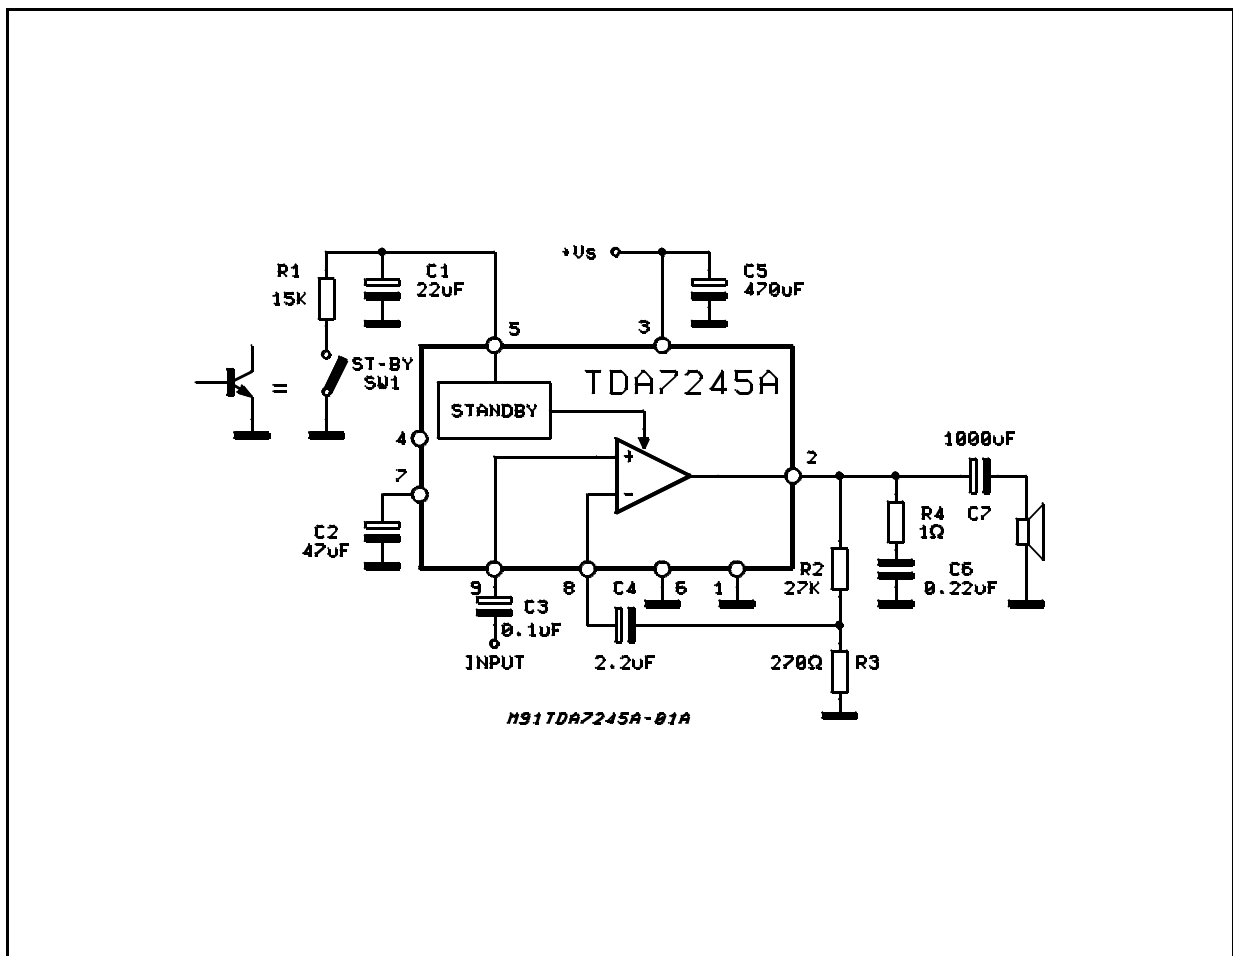 +Vs
R1
15K
C1
22uF
C5
470uF
5
3
ST-BY
SW1
=
TDA7245A
STANDBY
4
7
+
-
2
1000uF
C7
R4
1Ω
C2
47uF
R2
27K
C6
0.22uF
9
8
C4
6
1
C3
0.1uF
INPUT
2.2uF
270Ω
R3
M91TDA7245A-01A